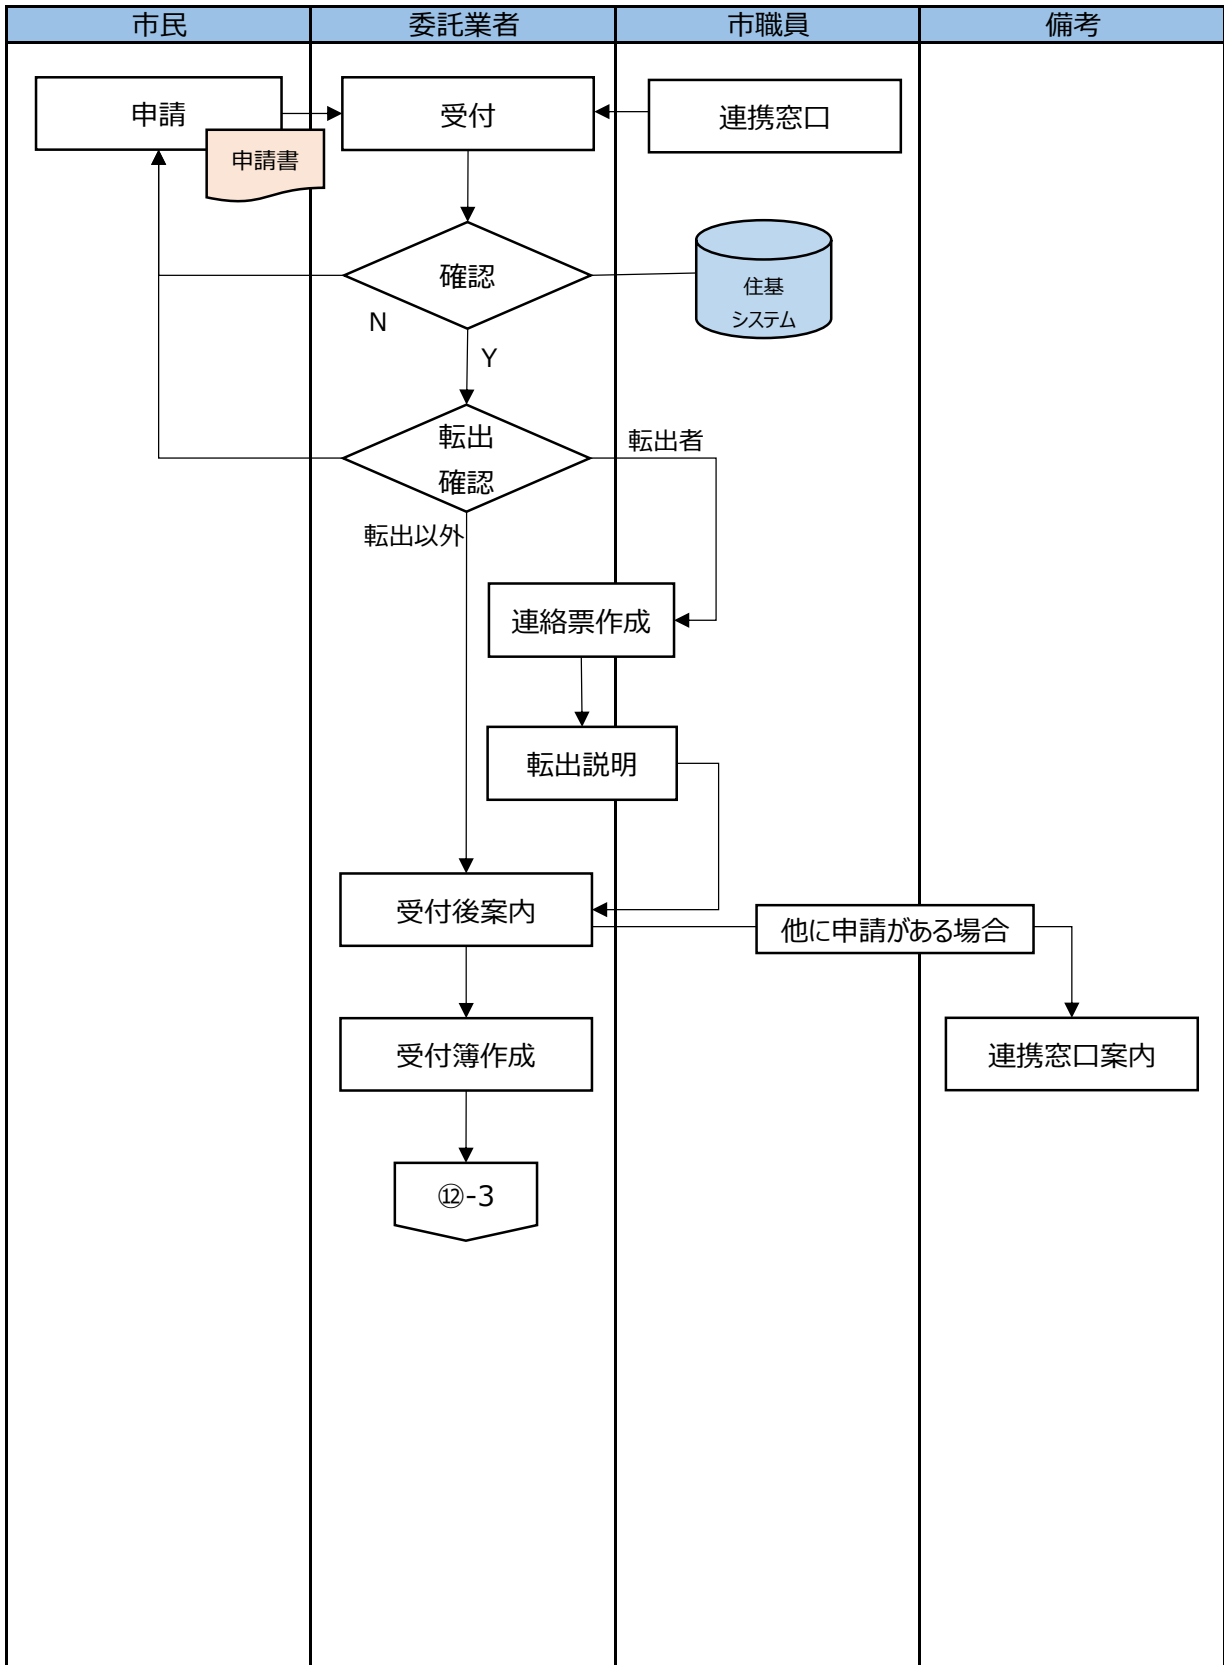 市民
委託業者
市職員
備考
申請
受付
連携窓口
申請書
確認
住基
システム
N
Y
転出
確認
転出者
転出以外
連絡票作成
転出説明
受付後案内
他に申請がある場合
受付簿作成
連携窓口案内
⑫-3